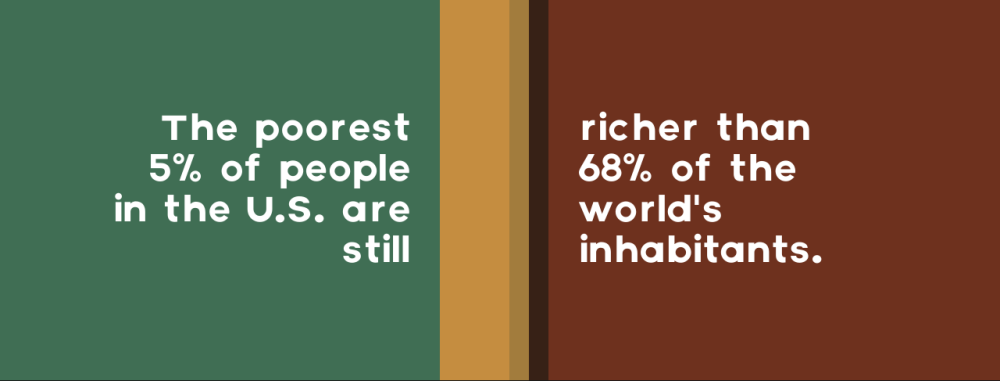 The poorest
5% of people
in the U.S. are
still
richer than
68% of the
world's
inhabitants.